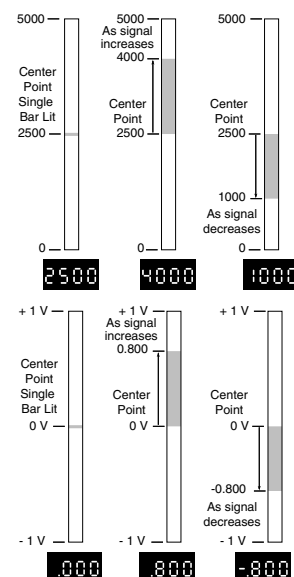 5000
Center
Point
Single
Bar Lit
2500
0
2500
5000
As signal
increases
4000
Center
Point
2500
0
4000
5000
Center
Point
2500
1000
As signal
decreases
0
1000
+ 1 V
Center
Point
Single
Bar Lit
0 V
- 1 V
.000
+ 1 V
As signal
increases
0.800
Center
Point
0 V
- 1 V
.800
+ 1 V
Center
Point
0 V
-0.800
As signal
decreases
- 1 V
-.800